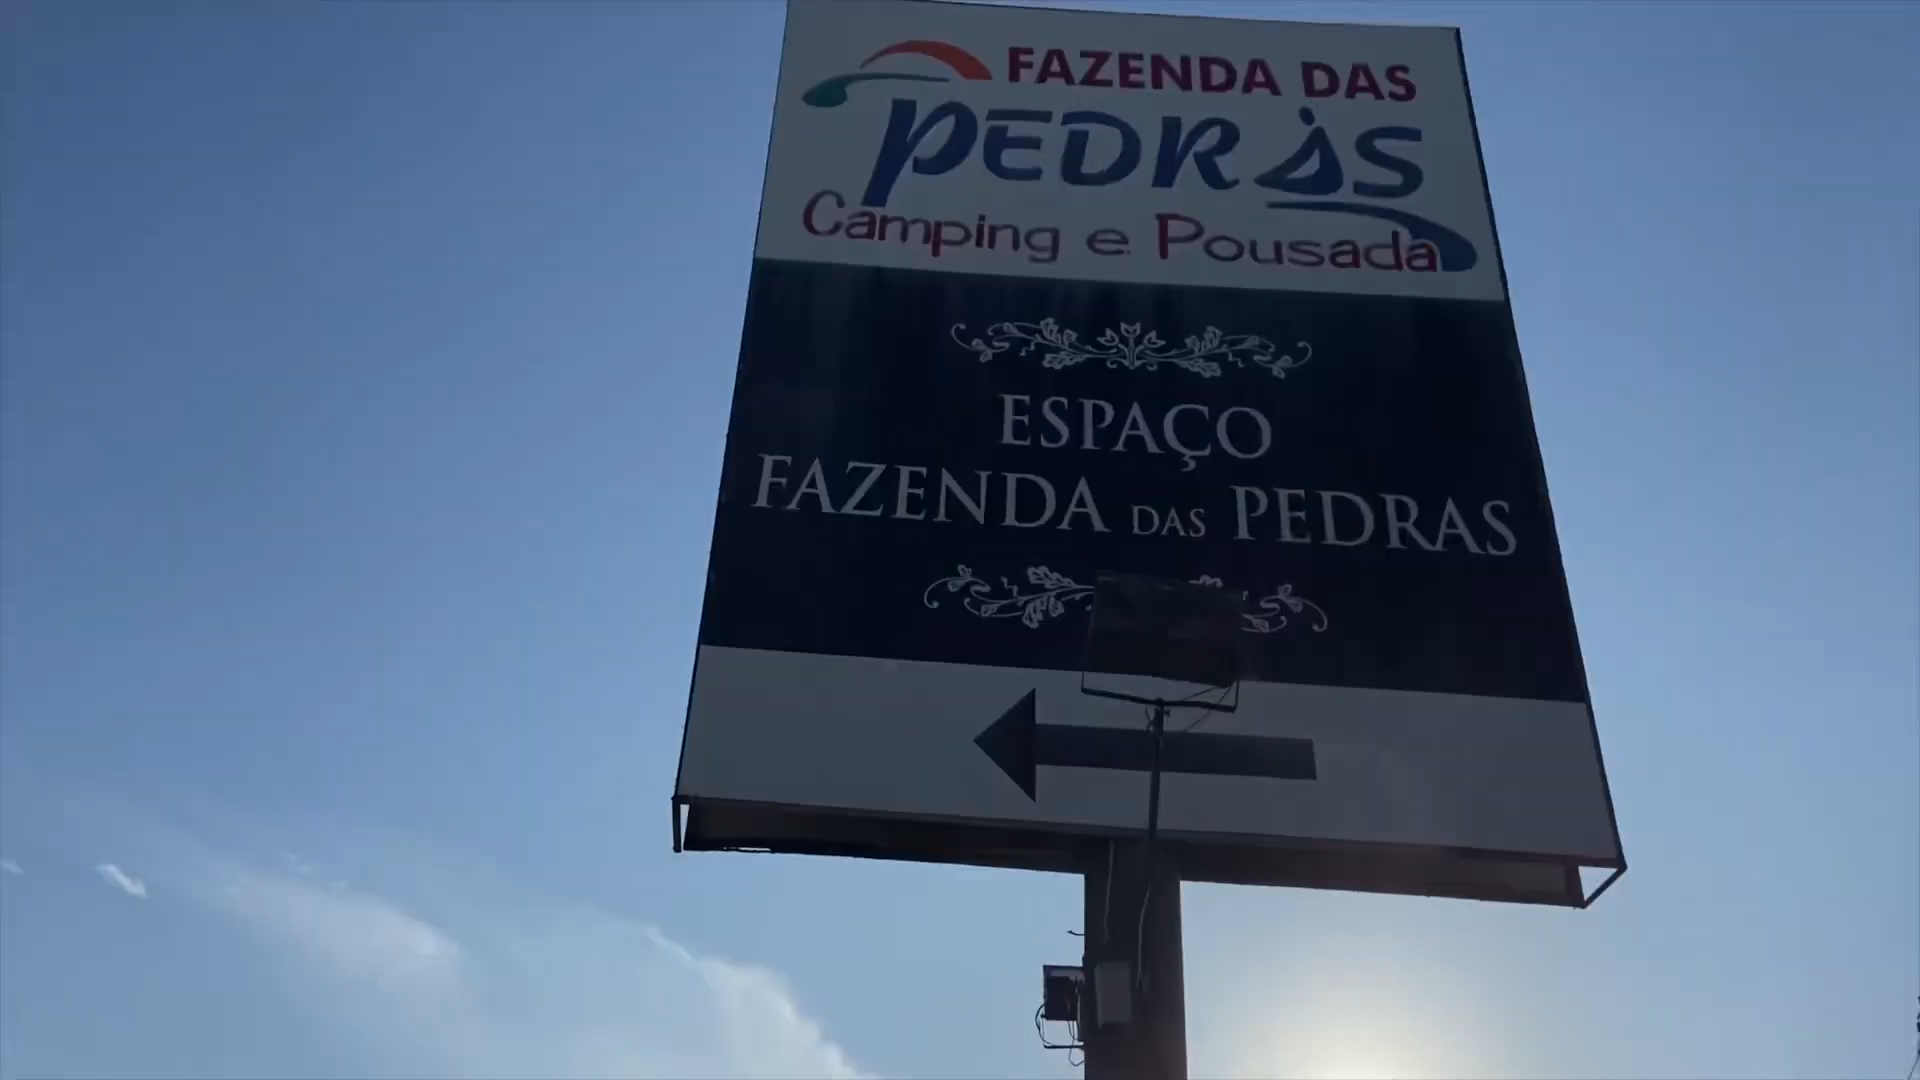 FAZENDA DAS
PEDRAS
Camping e Pousada
ESPAÇO
FAZENDA DAS PEDRAS